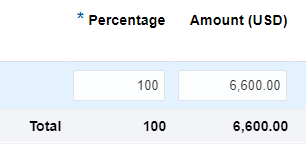 * Percentage Amount (USD)
100 6,600.00
Total 100 6,600.00